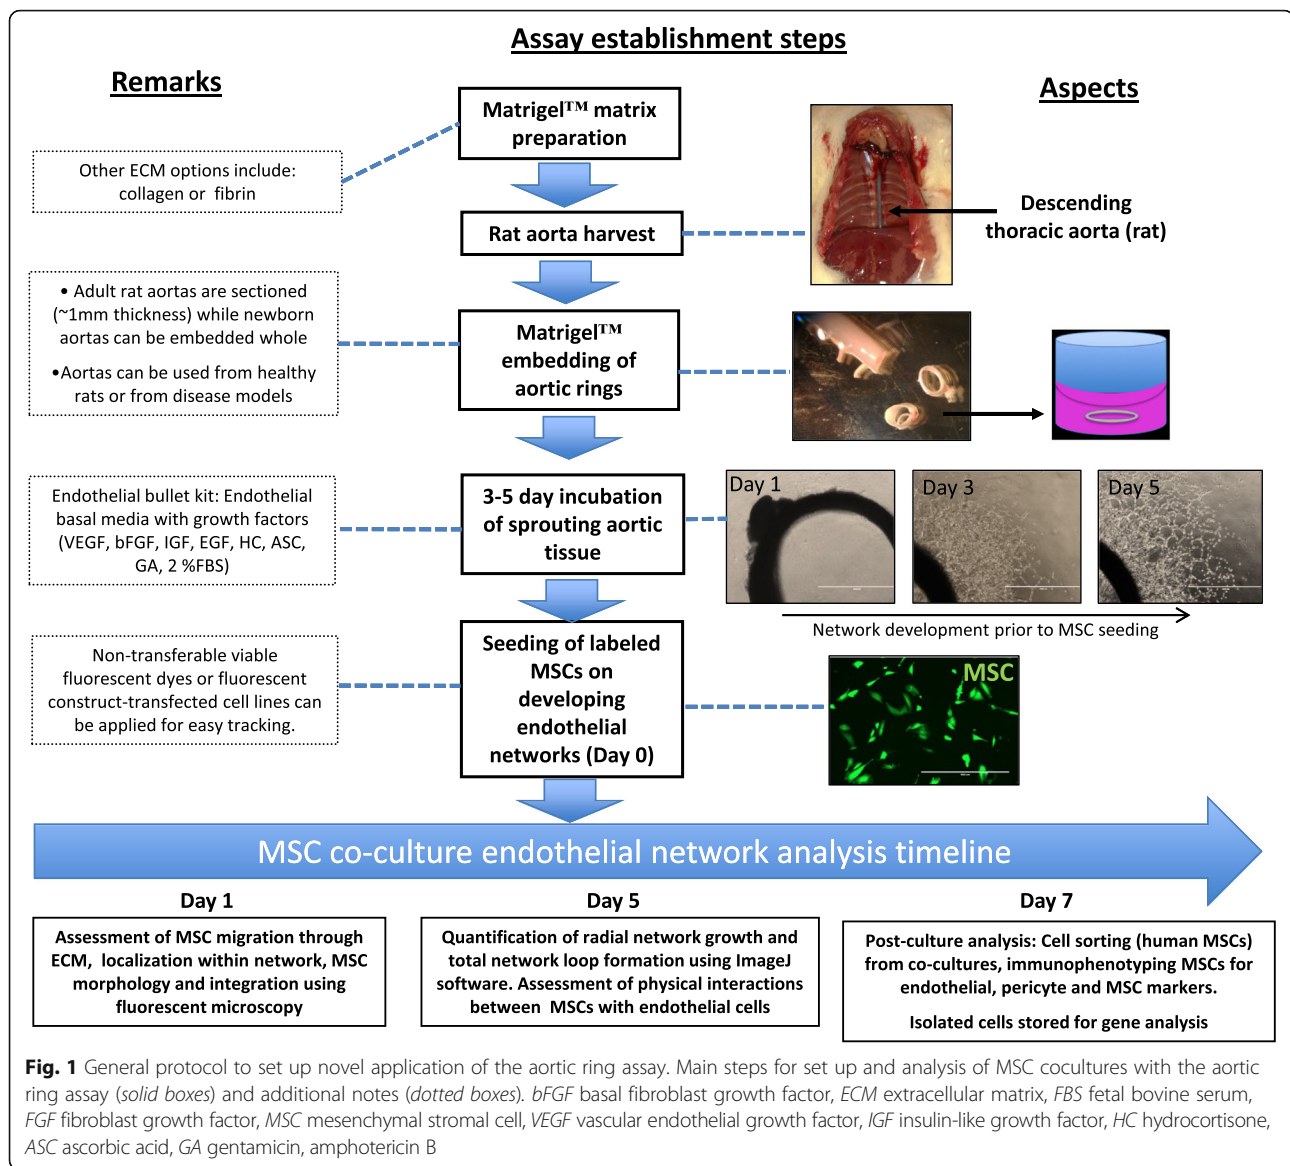 Assay establishment steps
Remarks
Aspects
Matrigel™ matrix
preparation
Other ECM options include:
collagen or fibrin
Rat aorta harvest
Descending
thoracic aorta (rat)
• Adult rat aortas are sectioned
(~1mm thickness) while newborn
aortas can be embedded whole
•Aortas can be used from healthy
rats or from disease models
Matrigel™
embedding of
aortic rings
Endothelial bullet kit: Endothelial
basal media with growth factors
(VEGF, bFGF, IGF, EGF, HC, ASC,
GA, 2 %FBS)
3-5 day incubation
of sprouting aortic
tissue
Day 1
Day 3
Day 5
Network development prior to MSC seeding
Non-transferable viable
fluorescent dyes or fluorescent
construct-transfected cell lines can
be applied for easy tracking.
Seeding of labeled
MSCs on
developing
endothelial
networks (Day 0)
MSC
MSC co-culture endothelial network analysis timeline
Day 1
Assessment of MSC migration through
ECM, localization within network, MSC
morphology and integration using
fluorescent microscopy
Day 5
Quantification of radial network growth and
total network loop formation using ImageJ
software. Assessment of physical interactions
between MSCs with endothelial cells
Day 7
Post-culture analysis: Cell sorting (human MSCs)
from co-cultures, immunophenotyping MSCs for
endothelial, pericyte and MSC markers.
Isolated cells stored for gene analysis
Fig. 1 General protocol to set up novel application of the aortic ring assay. Main steps for set up and analysis of MSC cocultures with the aortic
ring assay (solid boxes) and additional notes (dotted boxes). bFGF basal fibroblast growth factor, ECM extracellular matrix, FBS fetal bovine serum,
FGF fibroblast growth factor, MSC mesenchymal stromal cell, VEGF vascular endothelial growth factor, IGF insulin-like growth factor, HC hydrocortisone,
ASC ascorbic acid, GA gentamicin, amphotericin B